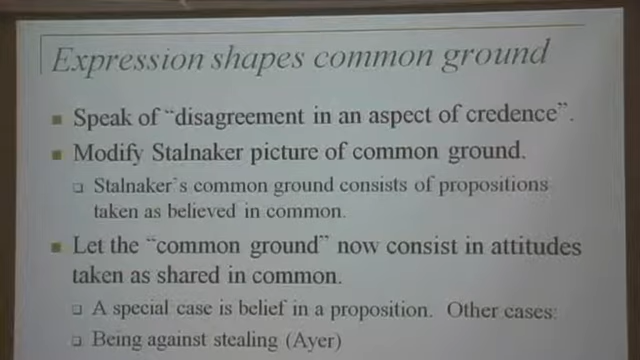 Expression shapes common ground
Speak of "disagreement in an aspect of credence".
Modify Stalnaker picture of common ground.
Stalnaker's common ground consists of propositions
taken as believed in common.
Let the "common ground" now consist in attitudes
taken as shared in common.
A special case is belief in a proposition. Other cases:
Being against stealing (Ayer)